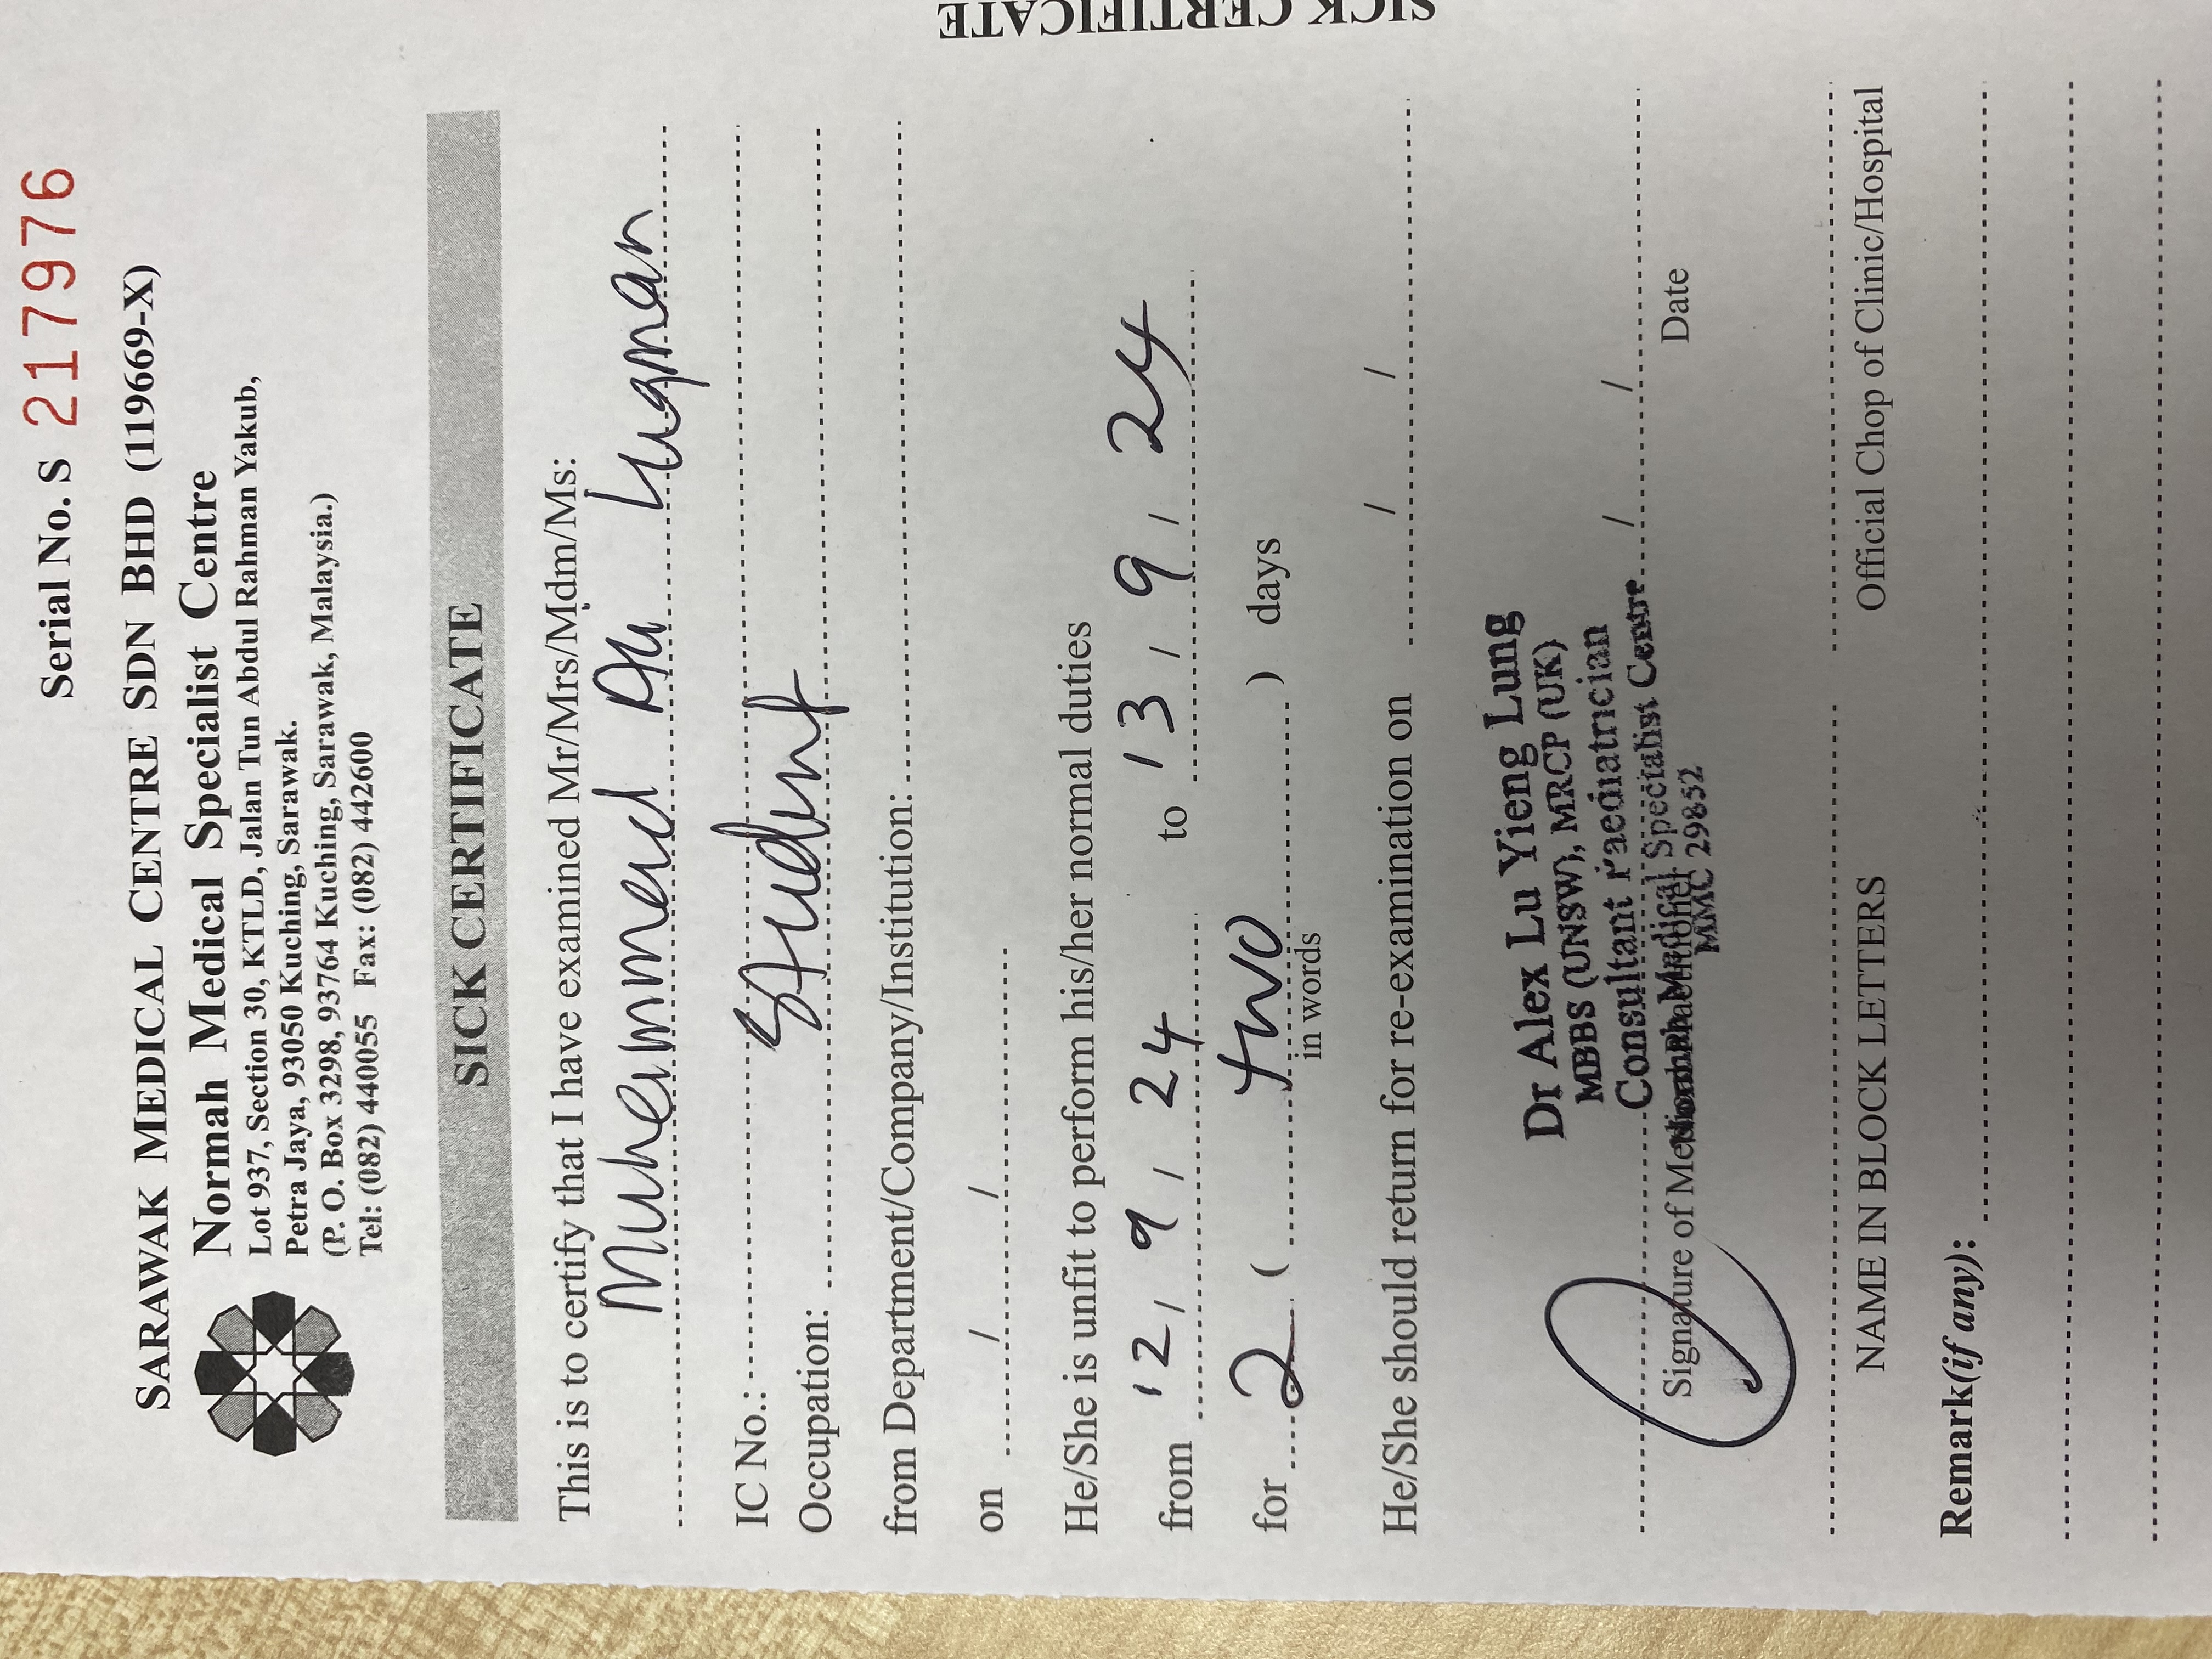 Serial No. S 217976
SARAWAK MEDICAL CENTRE SDN BHD (119669-X)
Normah Medical Specialist Centre
Lot 937, Section 30, KTLD, Jalan Tun Abdul Rahman Yakub,
Petra Jaya, 93050 Kuching, Sarawak.
(P. O. Box 3298, 93764 Kuching, Sarawak, Malaysia.)
Tel: (082) 440055 Fax: (082) 442600
SICK CERTIFICATE
This is to certify that I have examined Mr/Mrs/Mdm/Ms:
Muhammad Ali Luqman
IC No.:
Occupation: Student
from Department/Company/Institution:
on / /
He/She is unfit to perform his/her normal duties
from 12 / 9 / 24 to 13 / 9 / 24
for 2 ( two ) days
in words
He/She should return for re-examination on / /
Dr Alex Lu Yieng Lung
MBBS (UNSW), MRCP (UK)
Consultant Paediatrician
/ /
Normah Medical Specialist Centre
Signature of Medical Practitioner Date
MMC 29852
NAME IN BLOCK LETTERS Official Chop of Clinic/Hospital
Remark(if any):
SICK CERTIFICATE